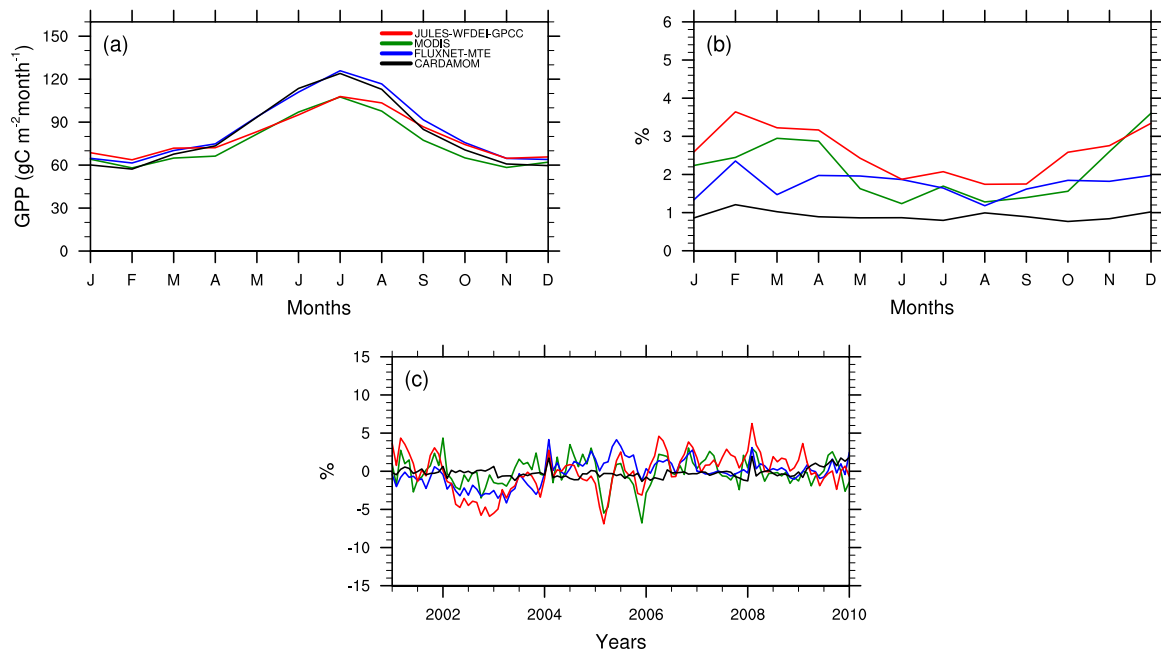 (a)
JULES-WFDEI-GPCC
MODIS
FLUXNET-MTE
CARDAMOM
GPP (gC m⁻²month⁻¹)
150
120
90
60
30
0
J F M A M J J A S O N D
Months
(b)
%
6
5
4
3
2
1
0
J F M A M J J A S O N D
Months
(c)
%
15
10
5
0
-5
-10
-15
2002 2004 2006 2008 2010
Years